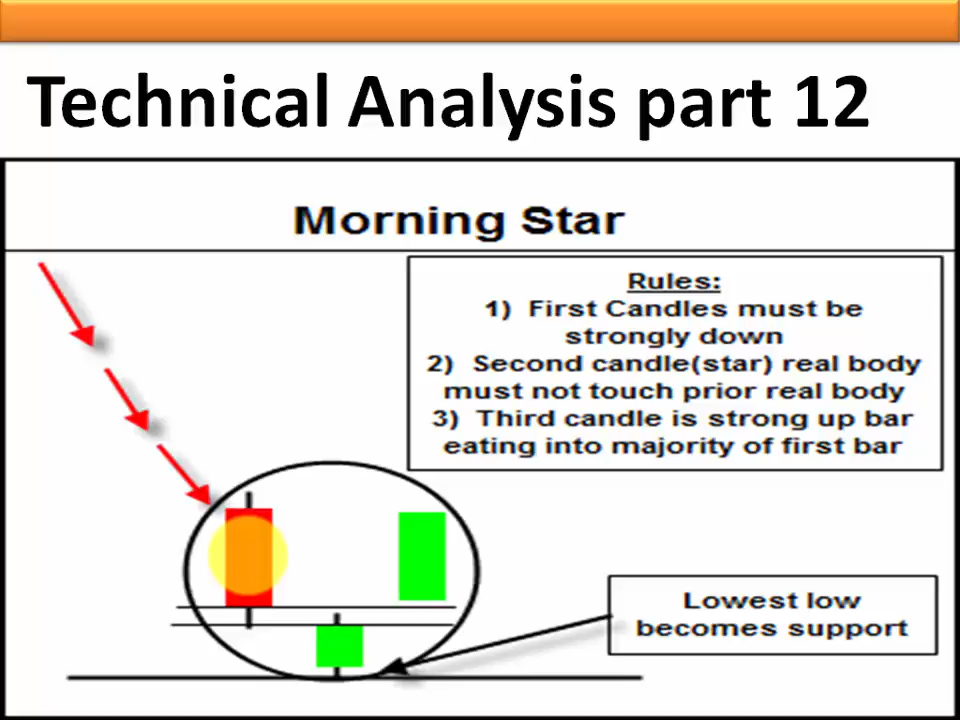 Technical Analysis part 12
Morning Star
Rules:
1) First Candles must be
strongly down
2) Second candle(star) real body
must not touch prior real body
3) Third candle is strong up bar
eating into majority of first bar
Lowest low
becomes support